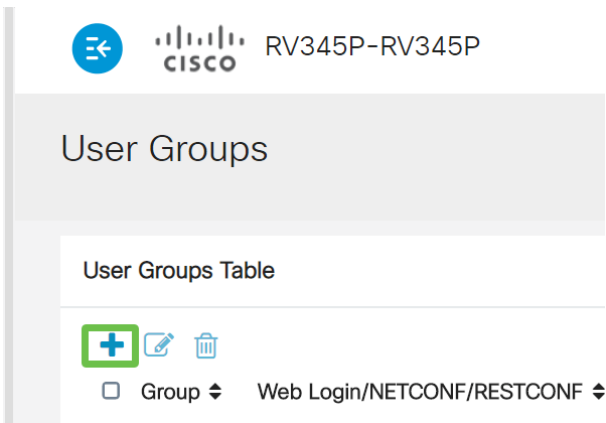 CISCO RV345P-RV345P
User Groups
User Groups Table
Group Web Login/NETCONF/RESTCONF